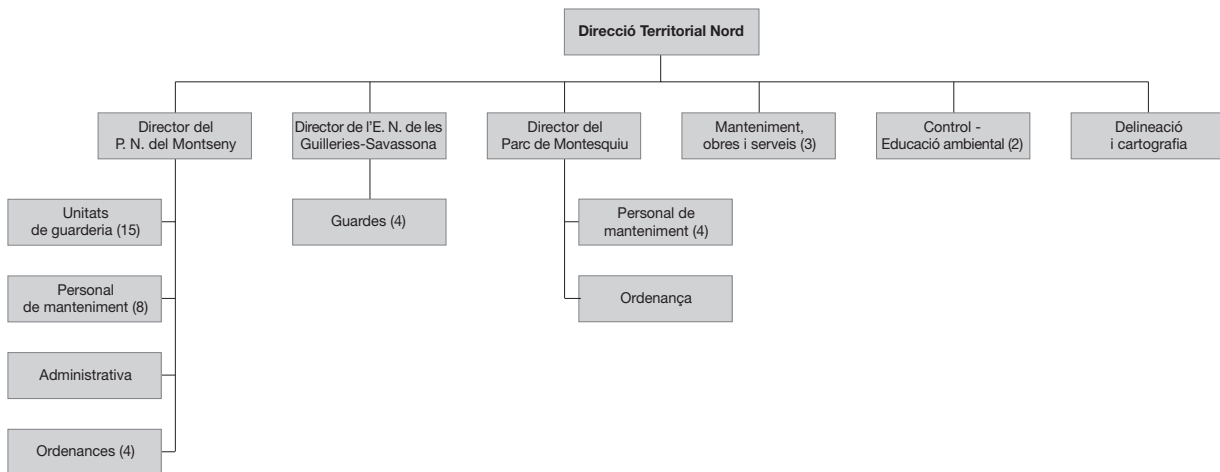 Direcció Territorial Nord
Director del
P. N. del Montseny
Director de l'E. N. de les
Guilleries-Savassona
Director del
Parc de Montesquiu
Manteniment,
obres i serveis (3)
Control -
Educació ambiental (2)
Delineació
i cartografia
Unitats
de guarderia (15)
Guardes (4)
Personal de
manteniment (4)
Personal
de manteniment (8)
Ordenança
Administrativa
Ordenances (4)